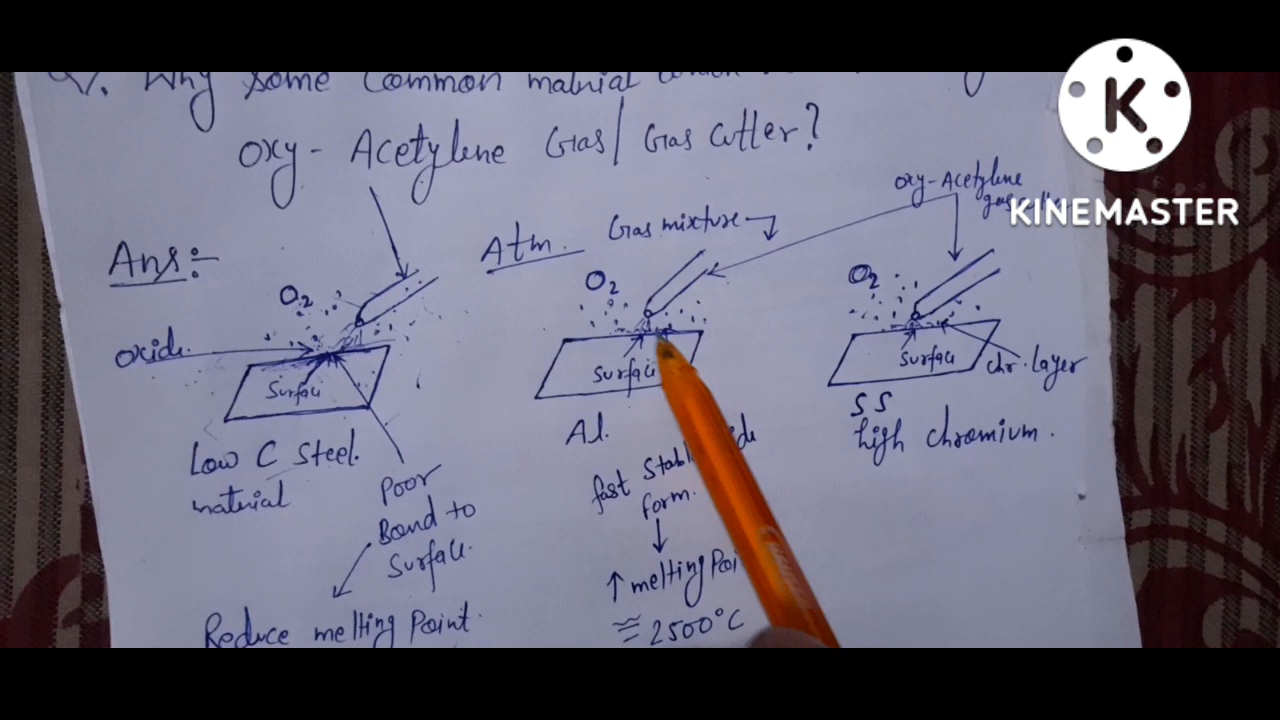 Why Some Common matrial
Oxy- Acetylene Gas/ Gas Cutter?
Oxy-Acetylene
Gas mixture
Ans:-
Atm.
O2
O2
O2
oxide.
Surface
Surface
Surface
chr. Layer
Low C Steel.
material
Al.
S S
high chromium.
Poor
Bond to
Surface.
fast Stable
form.
Reduce melting Point.
↑ melting Poi
≅ 2500°C
K
KINEMASTER